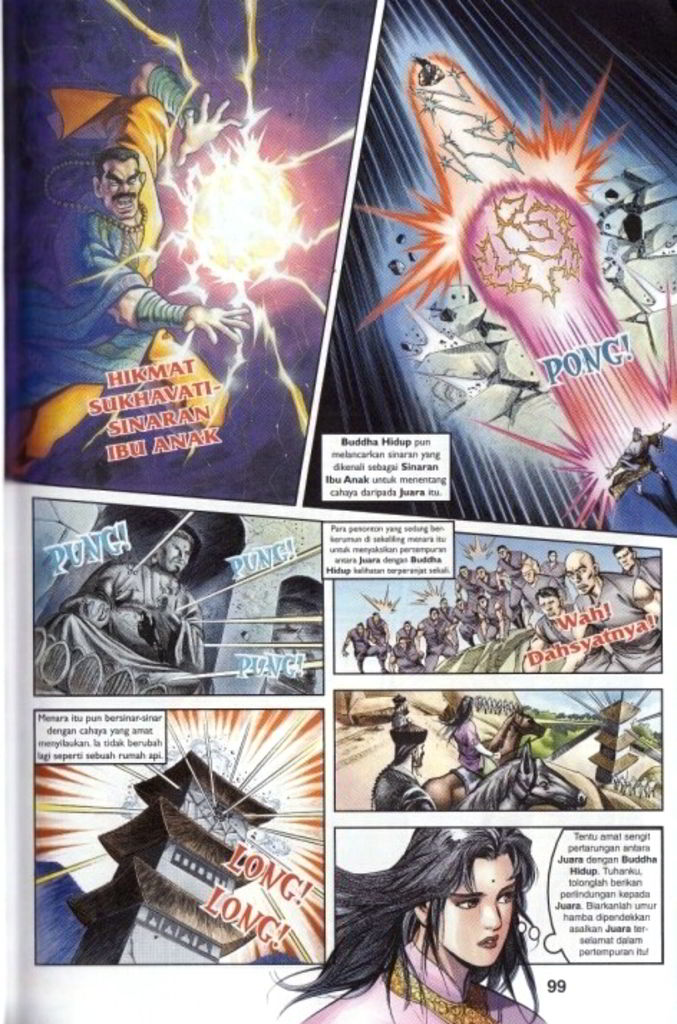 HIKMAT
SUKHAVATI-
SINARAN
IBU ANAK
PONG!
Buddha Hidup pun
melancarkan sinaran yang
dikenali sebagai Sinaran
Ibu Anak untuk menentang
cahaya daripada Juara itu.
PUNG!
PUNG!
PUNG!
Para penonton yang sedang ber-
kerumun di sekeliling menara itu
untuk menyaksikan pertempuran
antara Juara dengan Buddha
Hidup kelihatan terperanjat sekali.
Wah!
Dahsyatnya!
Menara itu pun bersinar-sinar
dengan cahaya yang amat
menyilaukan. Ia tidak berubah
lagi seperti sebuah rumah api.
LONG!
LONG!
Tentu amat sengit
pertarungan antara
Juara dengan Buddha
Hidup. Tuhanku,
tolonglah berikan
perlindungan kepada
Juara. Biarkanlah umur
hamba dipendekkan
asalkan Juara ter-
selamat dalam
pertempuran itu!
99